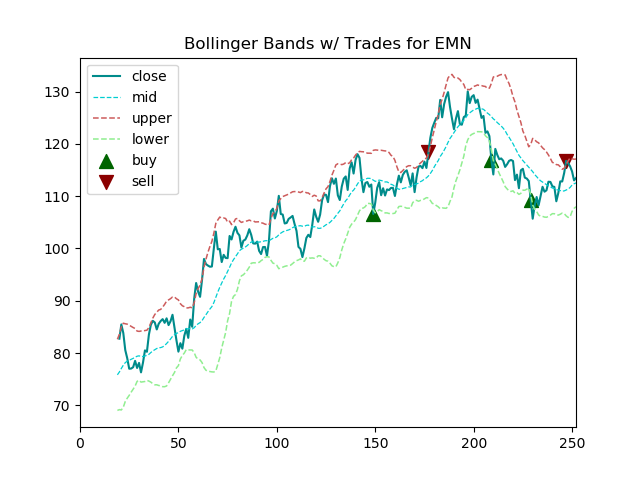 Bollinger Bands w/ Trades for EMN
close
mid
upper
lower
buy
sell
130
120
110
100
90
80
70
0 50 100 150 200 250